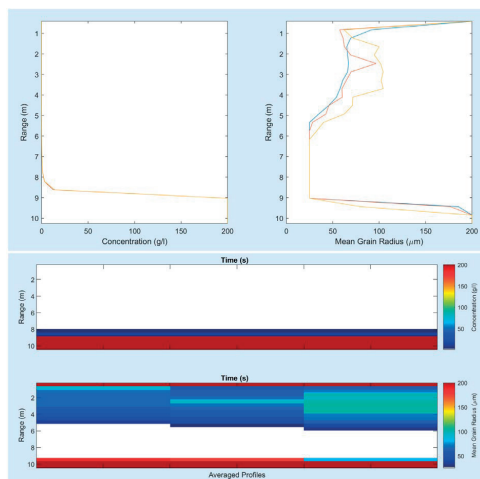 1
2
3
4
5
6
7
8
9
10
Range (m)
0 50 100 150 200
Concentration (g/l)
1
2
3
4
5
6
7
8
9
10
Range (m)
0 50 100 150 200
Mean Grain Radius (μm)
Time (s)
2
4
6
8
10
Range (m)
200
150
100
50
Concentration (g/l)
Time (s)
2
4
6
8
10
Range (m)
200
150
100
50
Mean Grain Radius (μm)
Averaged Profiles